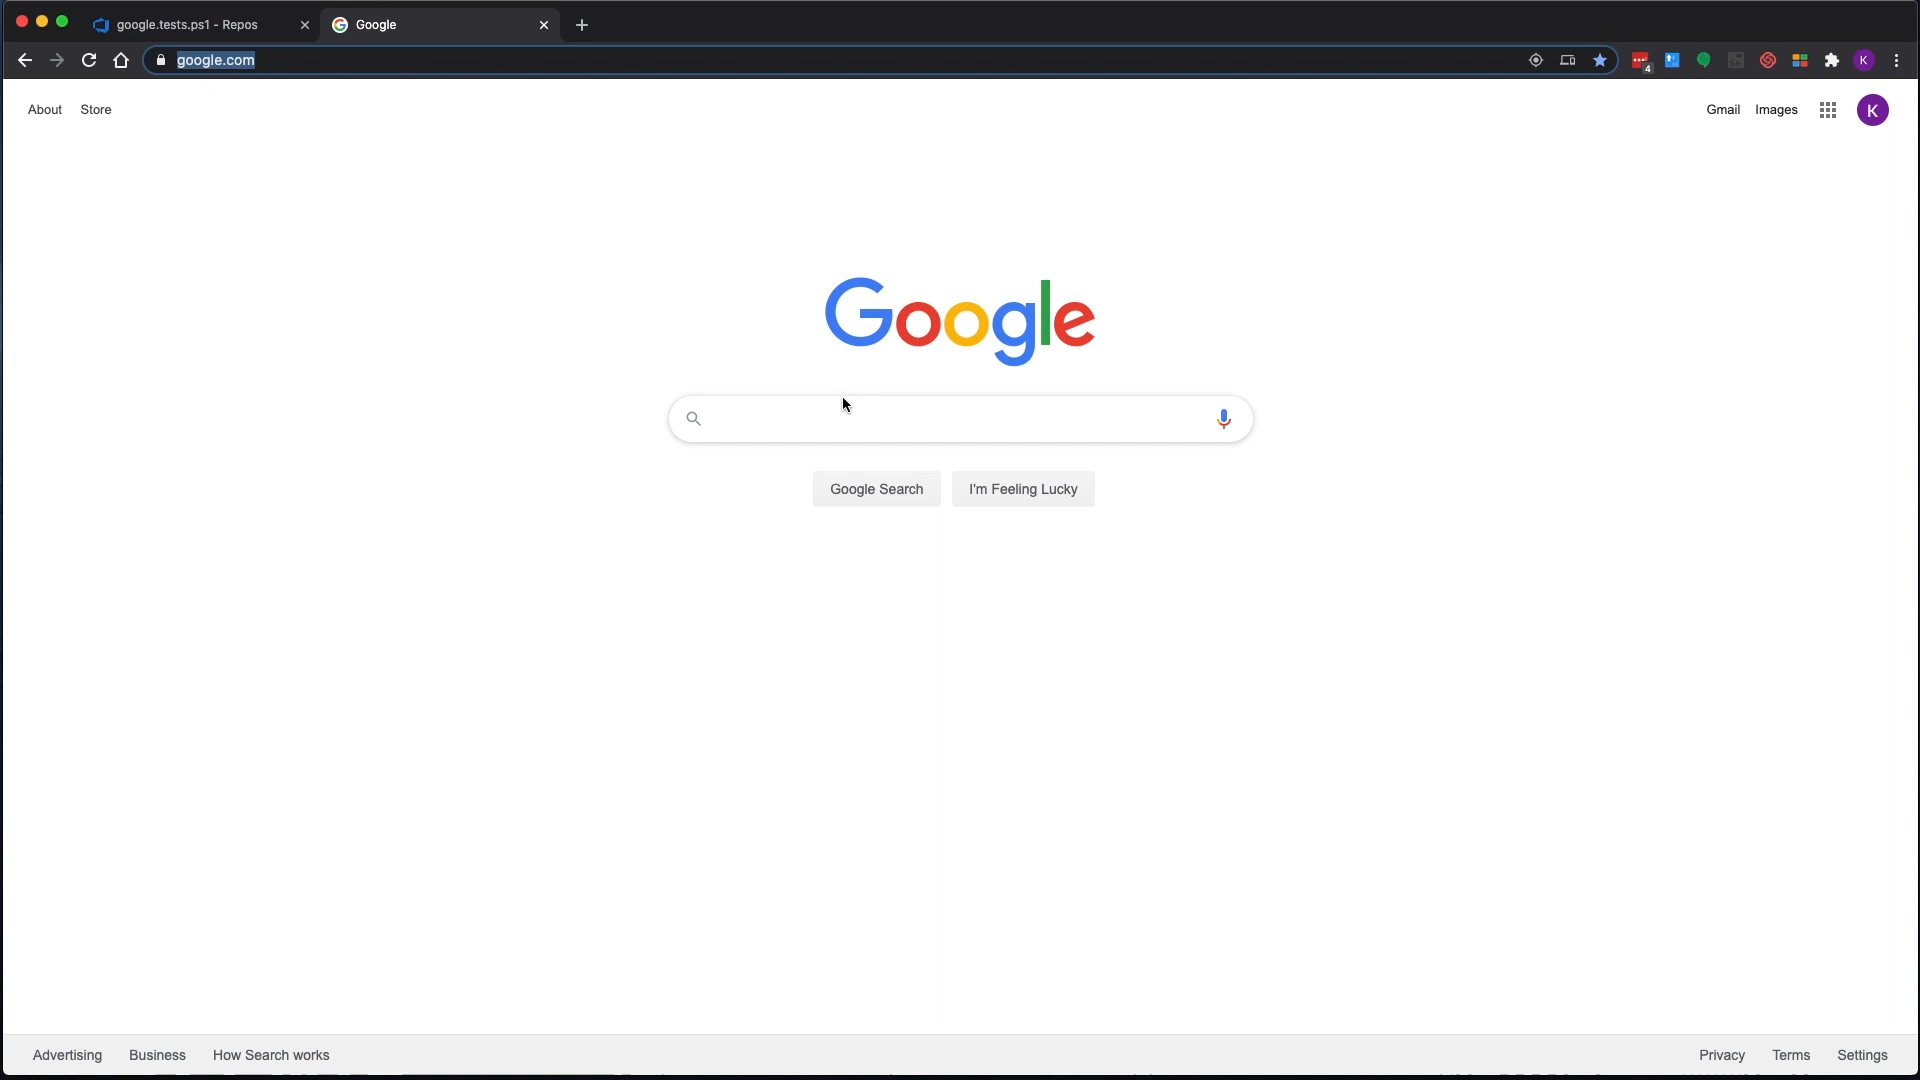 google.tests.ps1 - Repos
Google
google.com
4
K
About Store
Gmail Images
K
Google
Google Search
I'm Feeling Lucky
Advertising Business How Search works
Privacy Terms Settings